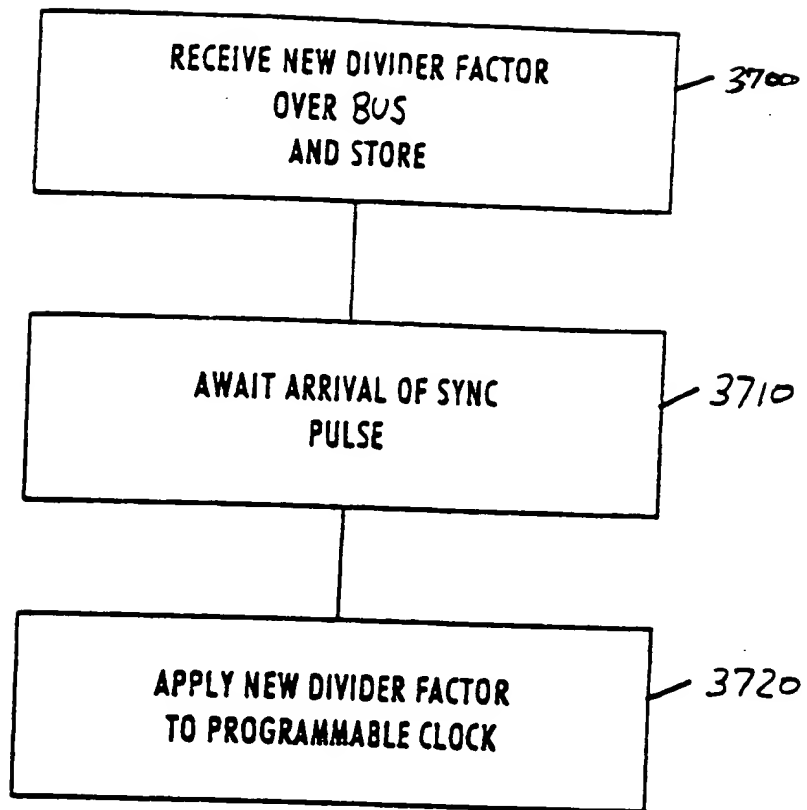 RECEIVE NEW DIVIDER FACTOR
OVER BUS
AND STORE
3700
AWAIT ARRIVAL OF SYNC
PULSE
3710
APPLY NEW DIVIDER FACTOR
TO PROGRAMMABLE CLOCK
3720